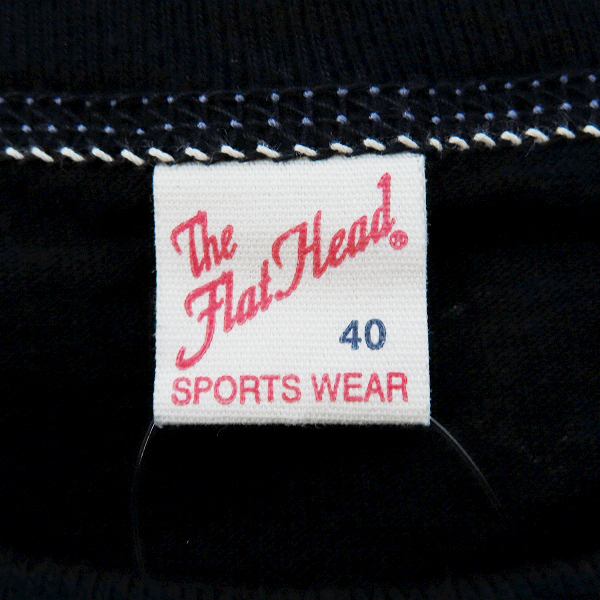 The
Flat Head®
40
SPORTS WEAR